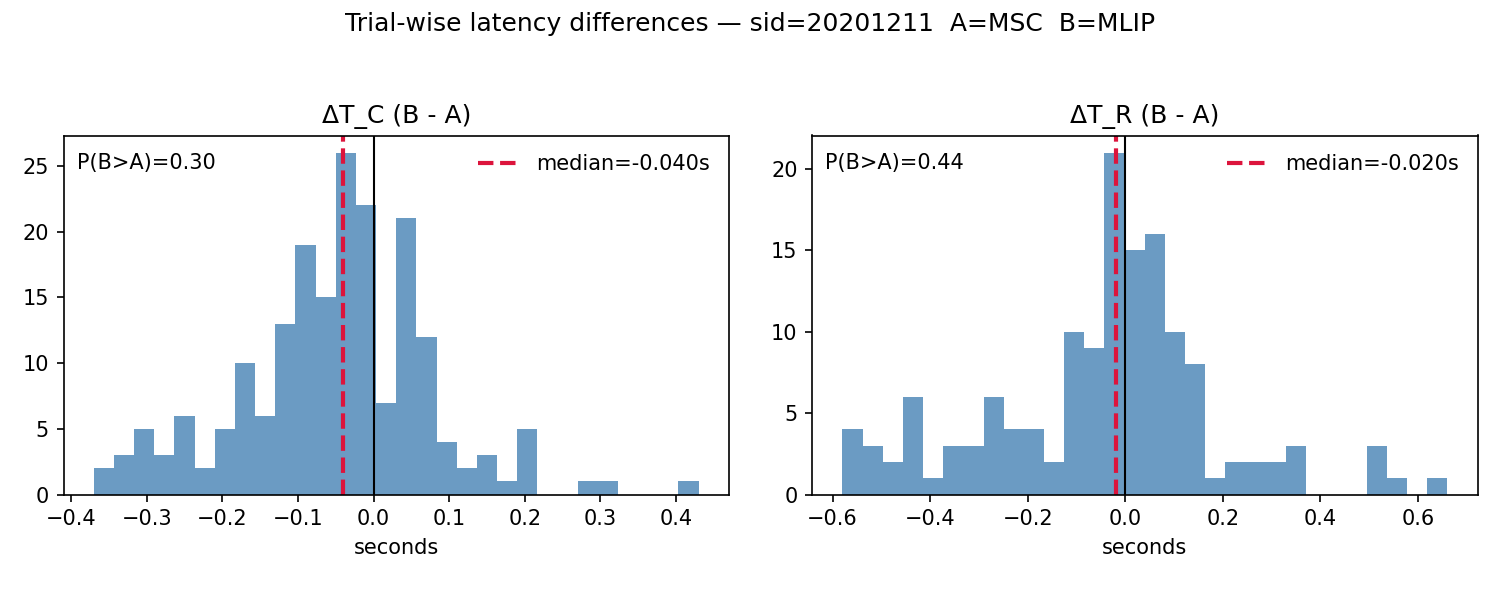 Trial-wise latency differences — sid=20201211  A=MSC  B=MLIP
ΔT_C (B - A)
P(B>A)=0.30
median=-0.040s
25
20
15
10
5
0
−0.4 −0.3 −0.2 −0.1 0.0 0.1 0.2 0.3 0.4
seconds
ΔT_R (B - A)
P(B>A)=0.44
median=-0.020s
20
15
10
5
0
−0.6 −0.4 −0.2 0.0 0.2 0.4 0.6
seconds